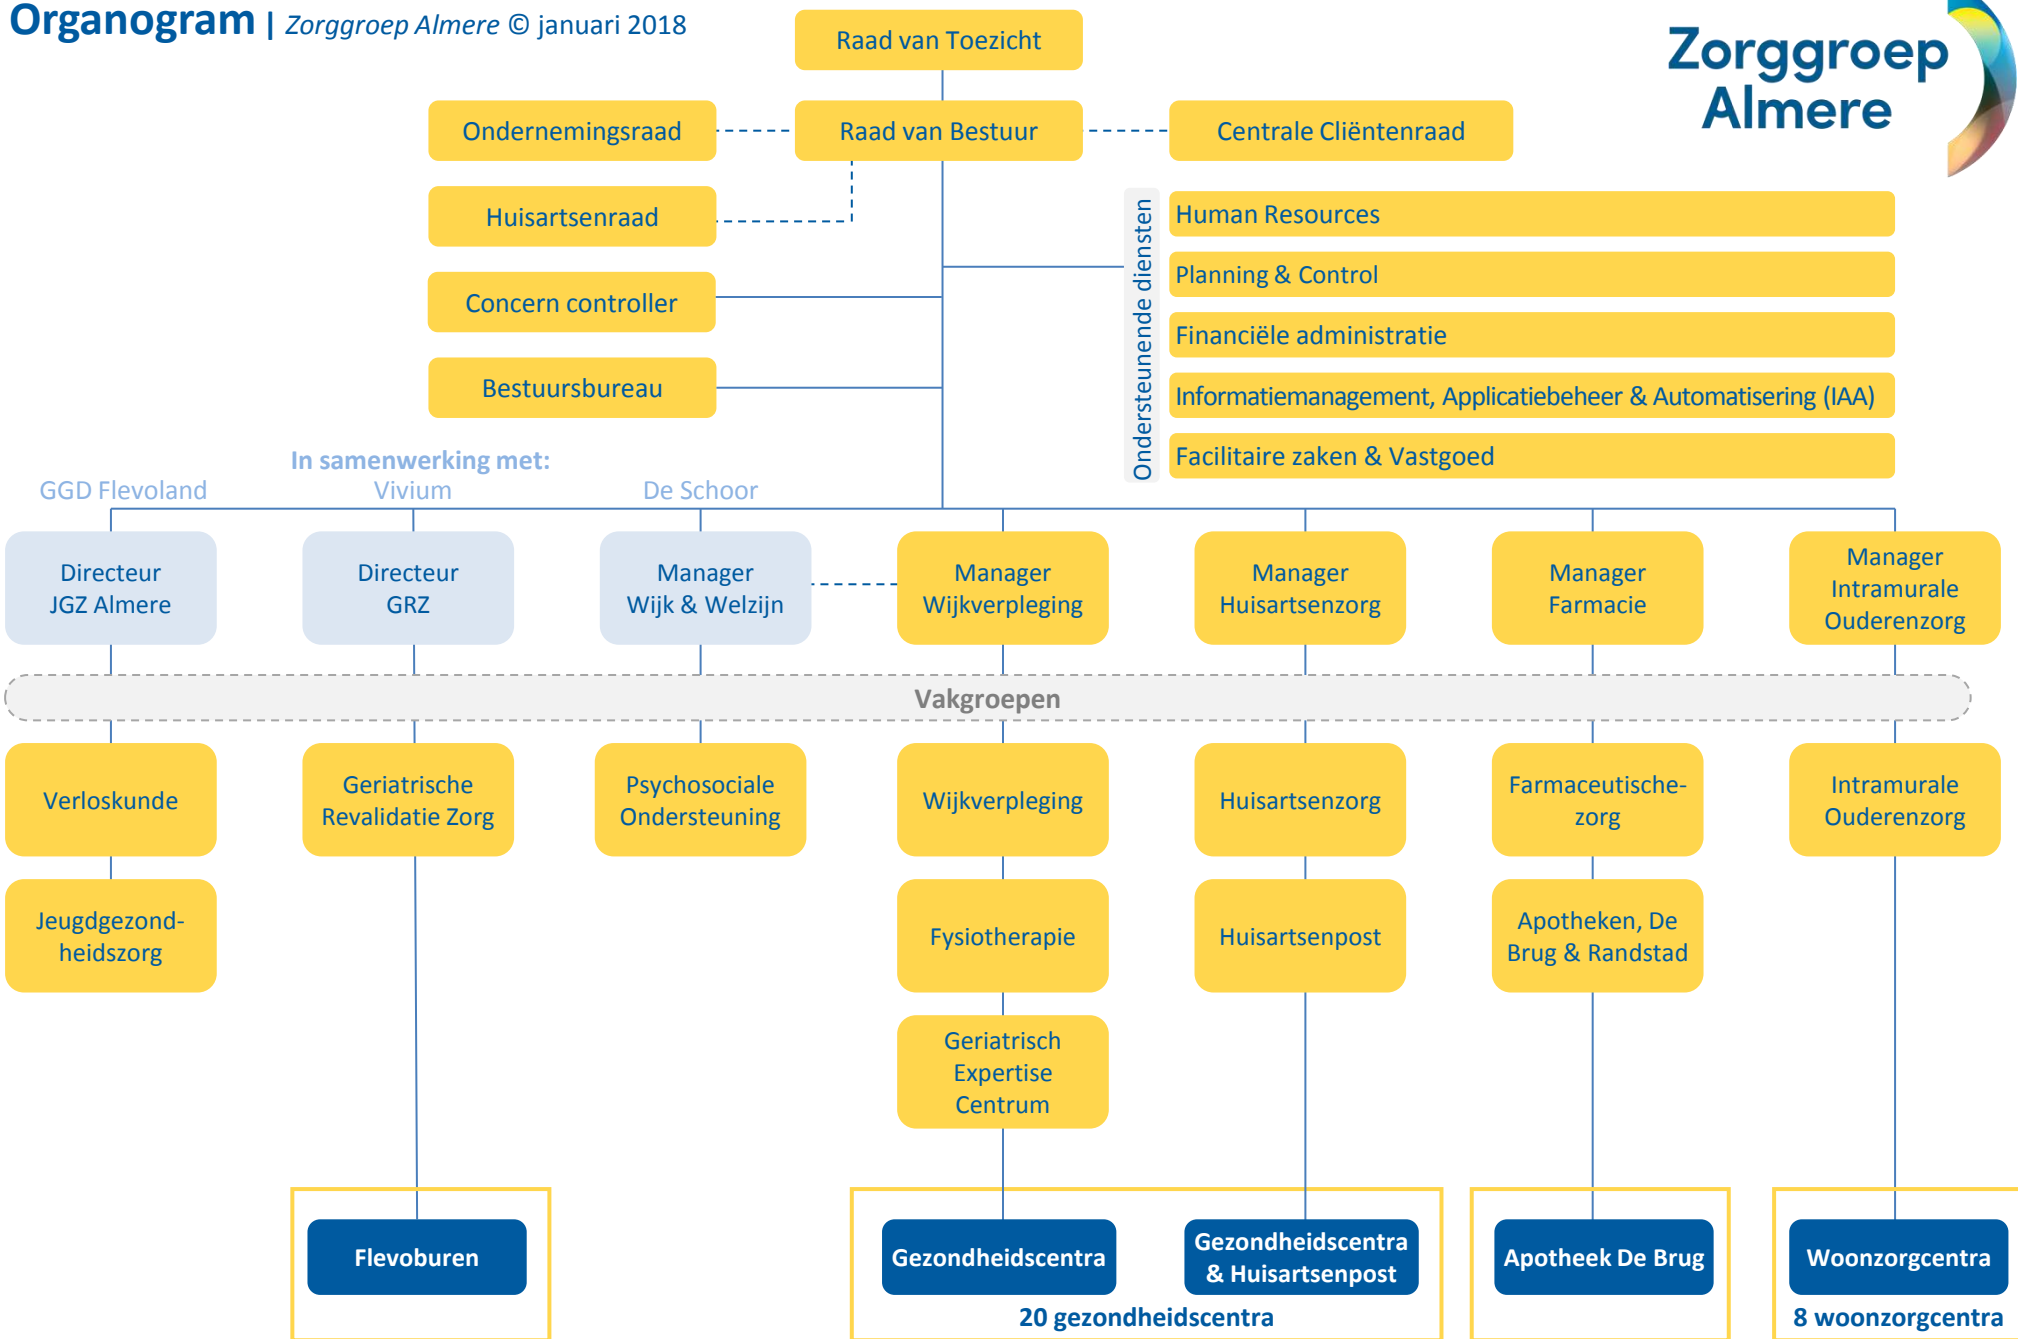 Organogram | Zorggroep Almere © januari 2018
Zorggroep
Almere
Raad van Toezicht
Ondernemingsraad
Raad van Bestuur
Centrale Cliëntenraad
Huisartsenraad
Concern controller
Bestuursbureau
Ondersteunende diensten
Human Resources
Planning & Control
Financiële administratie
Informatiemanagement, Applicatiebeheer & Automatisering (IAA)
Facilitaire zaken & Vastgoed
In samenwerking met:
GGD Flevoland
Vivium
De Schoor
Directeur
JGZ Almere
Directeur
GRZ
Manager
Wijk & Welzijn
Manager
Wijkverpleging
Manager
Huisartsenzorg
Manager
Farmacie
Manager
Intramurale
Ouderenzorg
Vakgroepen
Verloskunde
Geriatrische
Revalidatie Zorg
Psychosociale
Ondersteuning
Wijkverpleging
Huisartsenzorg
Farmaceutische-
zorg
Intramurale
Ouderenzorg
Jeugdgezond-
heidszorg
Fysiotherapie
Huisartsenpost
Apotheken, De
Brug & Randstad
Geriatrisch
Expertise
Centrum
Flevoburen
Gezondheidscentra
Gezondheidscentra
& Huisartsenpost
Apotheek De Brug
Woonzorgcentra
20 gezondheidscentra
8 woonzorgcentra